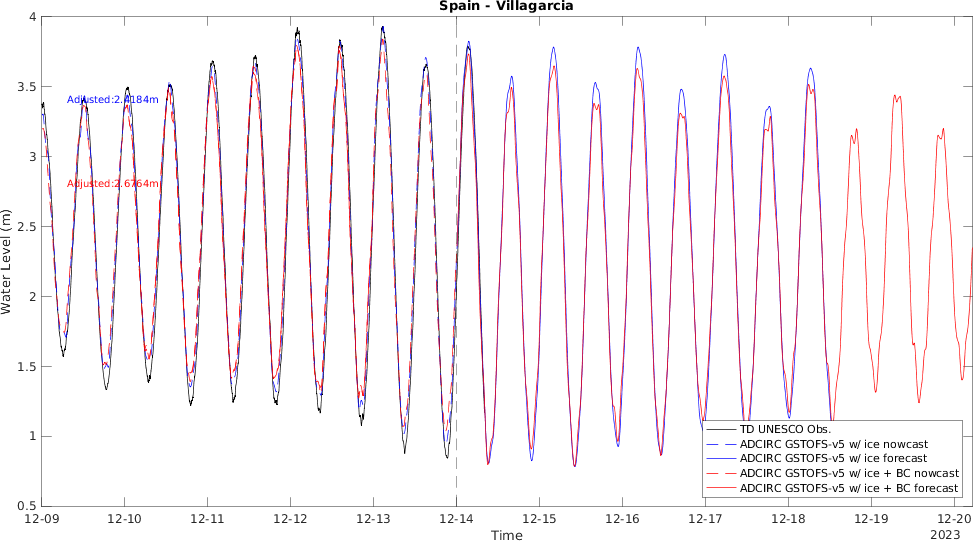 Spain - Villagarcia
4
3.5
3
2.5
2
1.5
1
0.5
Water Level (m)
Adjusted:2.4184m
Adjusted:2.6764m
TD UNESCO Obs.
ADCIRC GSTOFS-v5 w/ ice nowcast
ADCIRC GSTOFS-v5 w/ ice forecast
ADCIRC GSTOFS-v5 w/ ice + BC nowcast
ADCIRC GSTOFS-v5 w/ ice + BC forecast
12-09 12-10 12-11 12-12 12-13 12-14 12-15 12-16 12-17 12-18 12-19 12-20
Time
2023